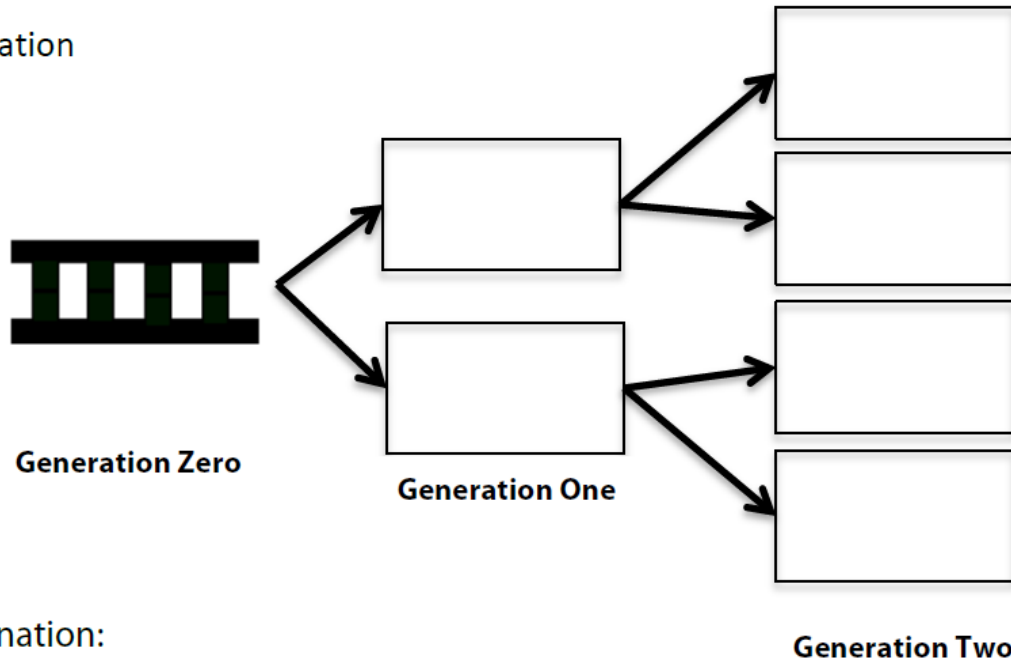 ation
Generation Zero
Generation One
nation:
Generation Two